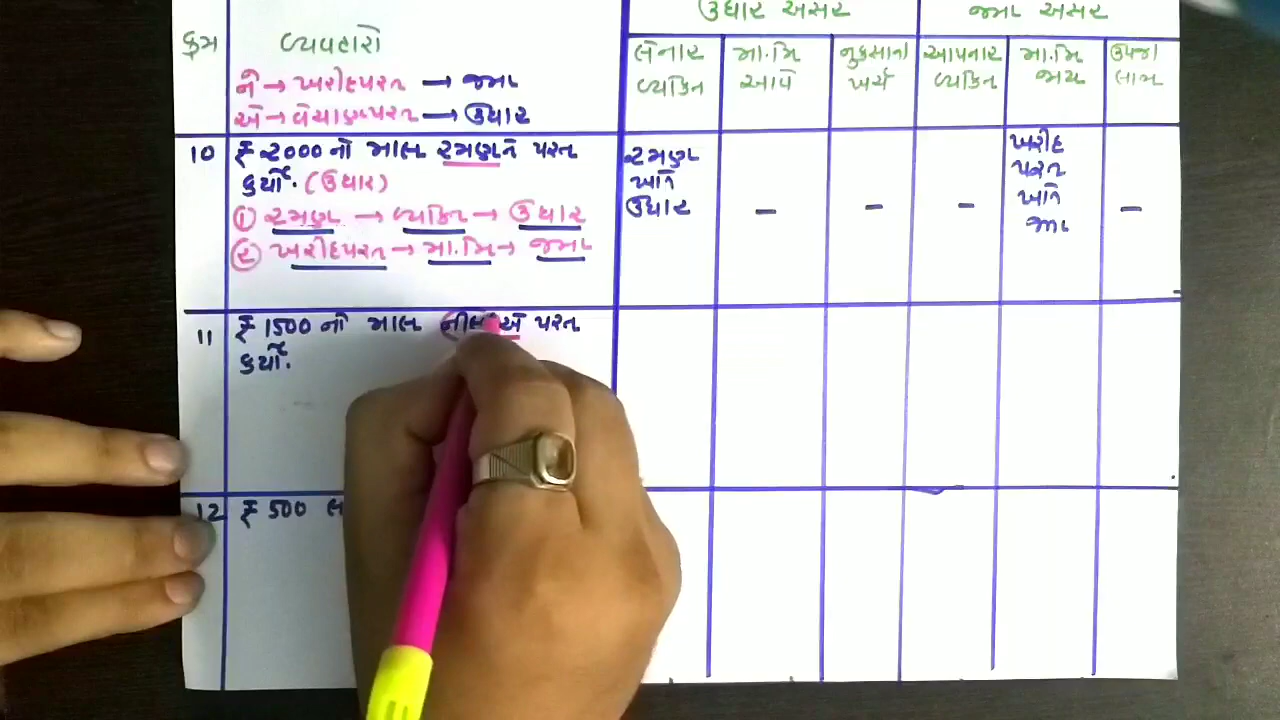 ઉધાર અસર
જમા અસર
ક્રમ
વ્યવહારો
લેનાર
વ્યકિત
મા.મિ
આવે
નુકસાન
ખર્ચ
આપનાર
વ્યકિત
મા.મિ
જાય
ઉપજ
લાભ
ને → ખરીદપરત → જમા
એ → વેચાણપરત → ઉધાર
10
₹ 2000 નો માલ રમણને પરત
કર્યો. (ઉધાર)
① રમણ → વ્યકિત → ઉધાર
② ખરીદપરત → મા.મિ → જમા
રમણ
ખાતે
ઉધાર
-
-
-
ખરીદ
પરત
ખાતે
જમા
-
11
₹ 1500 નો માલ એ પરત
કર્યો.
12
₹ 500